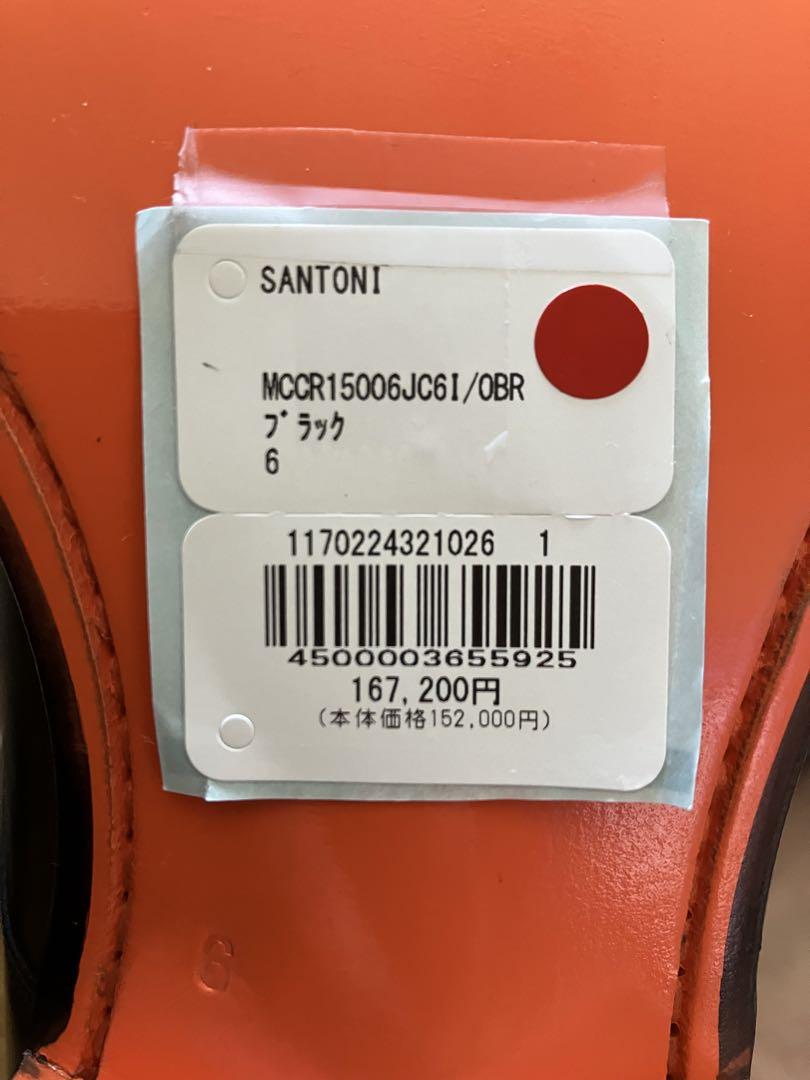 SANTONI
MCCR15006JC6I/OBR
ﾌﾞﾗｯｸ
6
1170224321026 1
4500003655925
167,200円
(本体価格152,000円)
6